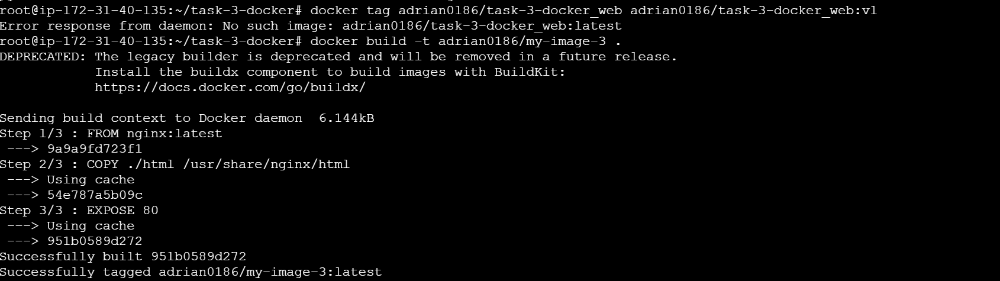 root@ip-172-31-40-135:~/task-3-docker# docker tag adrian0186/task-3-docker_web adrian0186/task-3-docker_web:v1
Error response from daemon: No such image: adrian0186/task-3-docker_web:latest
root@ip-172-31-40-135:~/task-3-docker# docker build -t adrian0186/my-image-3 .
DEPRECATED: The legacy builder is deprecated and will be removed in a future release.
            Install the buildx component to build images with BuildKit:
            https://docs.docker.com/go/buildx/

Sending build context to Docker daemon  6.144kB
Step 1/3 : FROM nginx:latest
 ---> 9a9a9fd723f1
Step 2/3 : COPY ./html /usr/share/nginx/html
 ---> Using cache
 ---> 54e787a5b09c
Step 3/3 : EXPOSE 80
 ---> Using cache
 ---> 951b0589d272
Successfully built 951b0589d272
Successfully tagged adrian0186/my-image-3:latest